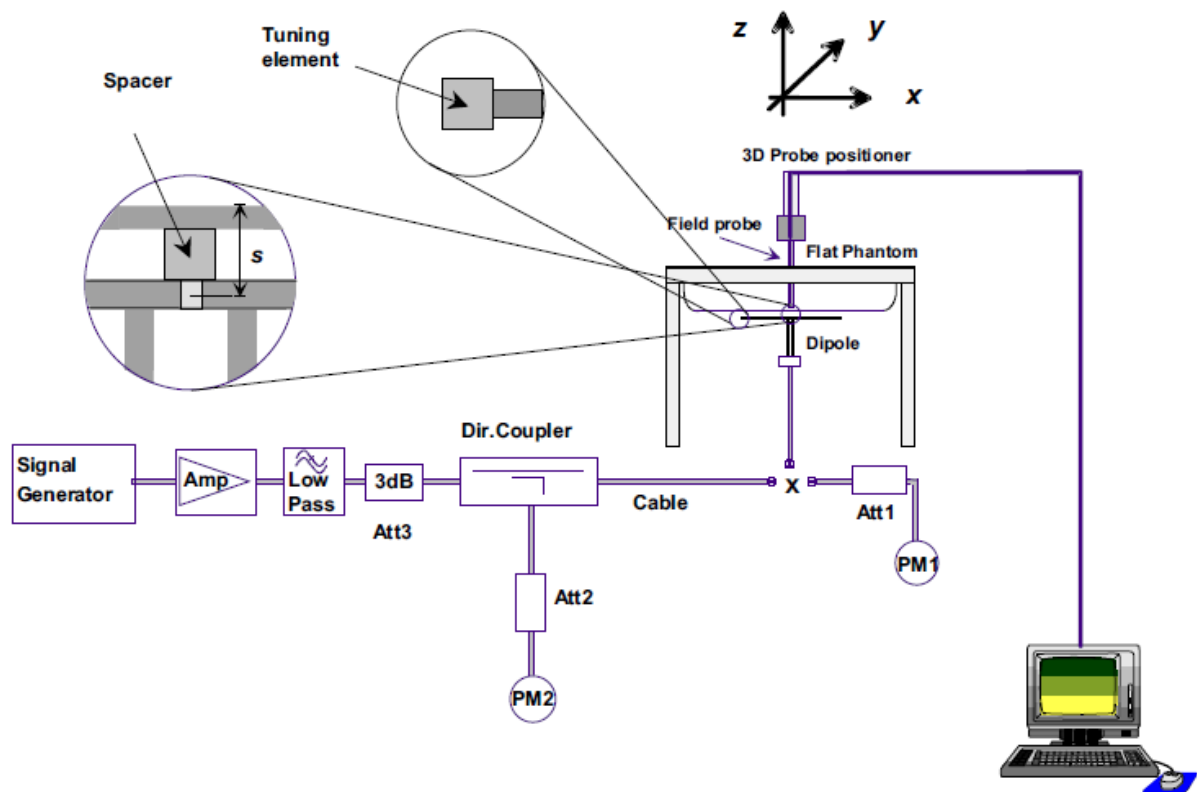 Tuning
element
Spacer
z
y
x
3D Probe positioner
Field probe
Flat Phantom
s
Dipole
Dir.Coupler
Signal
Generator
Amp
Low
Pass
3dB
Att3
Cable
X
Att1
PM1
Att2
PM2